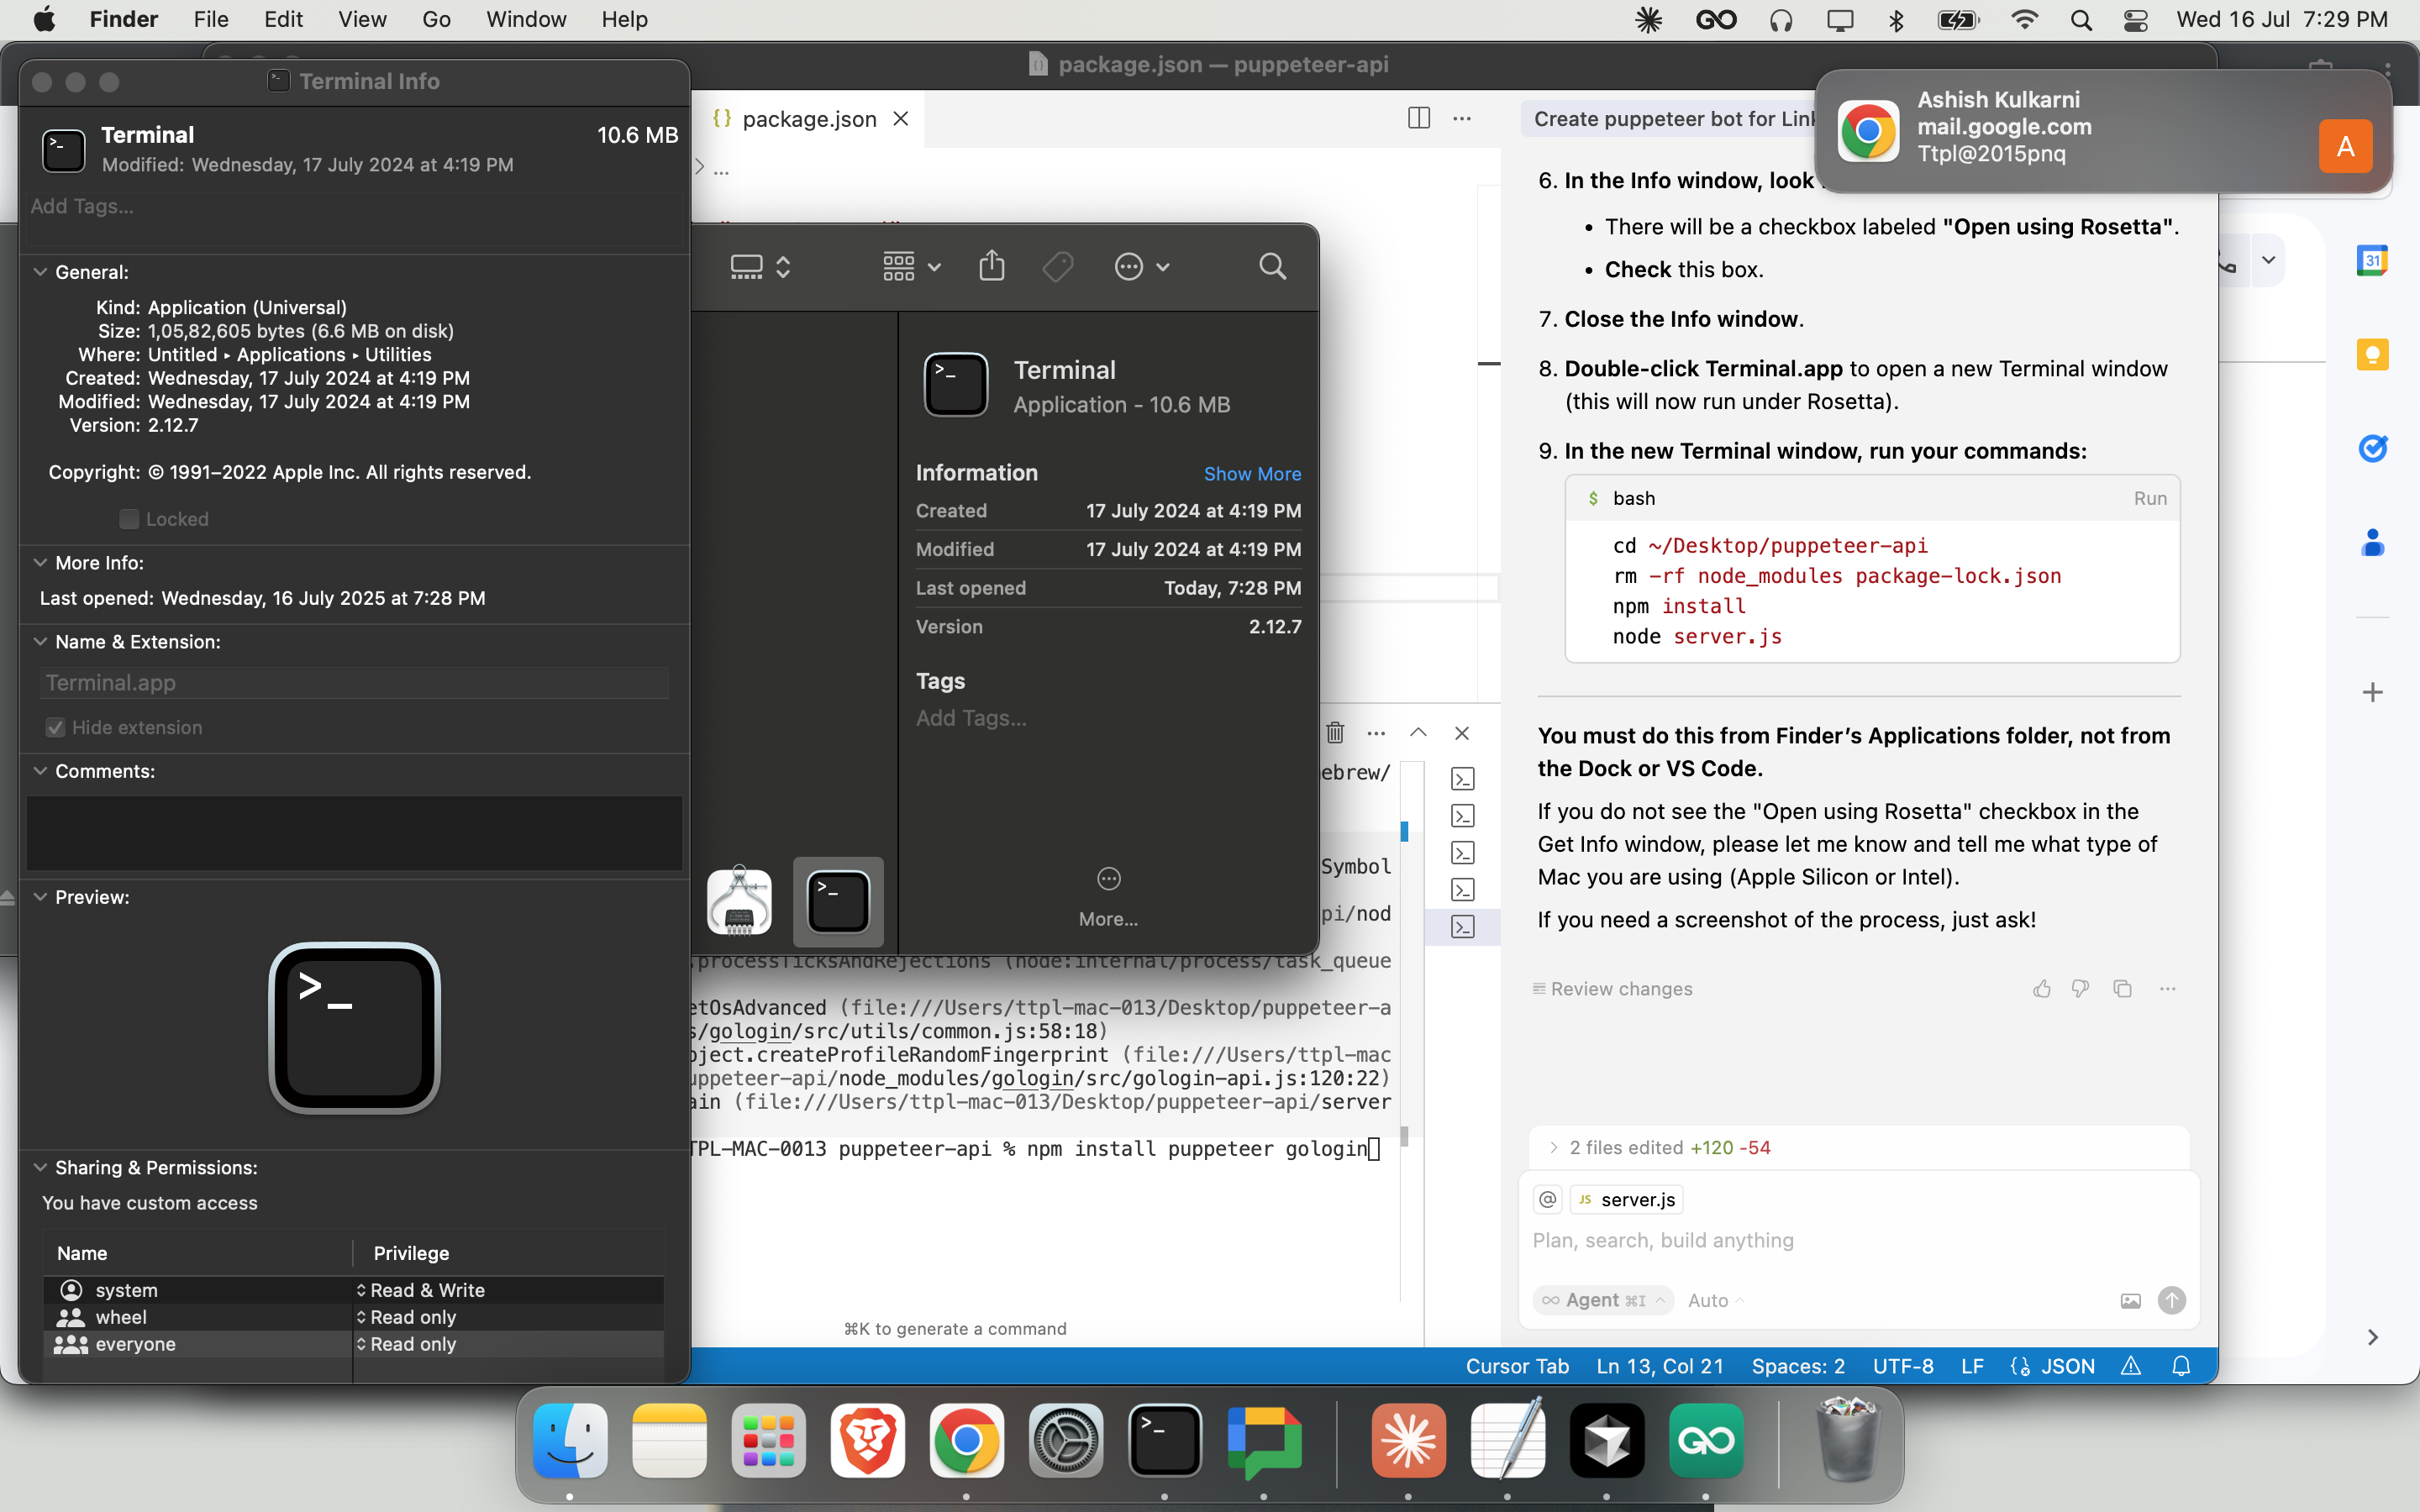 Finder File Edit View Go Window Help
Wed 16 Jul 7:29 PM
Terminal Info
Terminal 10.6 MB
Modified: Wednesday, 17 July 2024 at 4:19 PM
Add Tags...
General:
Kind: Application (Universal)
Size: 1,05,82,605 bytes (6.6 MB on disk)
Where: Untitled ▸ Applications ▸ Utilities
Created: Wednesday, 17 July 2024 at 4:19 PM
Modified: Wednesday, 17 July 2024 at 4:19 PM
Version: 2.12.7
Copyright: © 1991–2022 Apple Inc. All rights reserved.
Locked
More Info:
Last opened: Wednesday, 16 July 2025 at 7:28 PM
Name & Extension:
Terminal.app
Hide extension
Comments:
Preview:
Sharing & Permissions:
You have custom access
Name Privilege
system Read & Write
wheel Read only
everyone Read only
package.json — puppeteer-api
{} package.json
> ...
Terminal
Application - 10.6 MB
Information Show More
Created 17 July 2024 at 4:19 PM
Modified 17 July 2024 at 4:19 PM
Last opened Today, 7:28 PM
Version 2.12.7
Tags
Add Tags...
More...
ebrew/
Symbol
pi/nod
.processTicksAndRejections (node:internal/process/task_queue
etOsAdvanced (file:///Users/ttpl-mac-013/Desktop/puppeteer-a
s/gologin/src/utils/common.js:58:18)
bject.createProfileRandomFingerprint (file:///Users/ttpl-mac
uppeteer-api/node_modules/gologin/src/gologin-api.js:120:22)
ain (file:///Users/ttpl-mac-013/Desktop/puppeteer-api/server
TPL-MAC-0013 puppeteer-api % npm install puppeteer gologin
⌘K to generate a command
Create puppeteer bot for Link
Ashish Kulkarni
mail.google.com
Ttpl@2015pnq
A
6. In the Info window, look
• There will be a checkbox labeled "Open using Rosetta".
• Check this box.
7. Close the Info window.
8. Double-click Terminal.app to open a new Terminal window
(this will now run under Rosetta).
9. In the new Terminal window, run your commands:
$ bash Run
cd ~/Desktop/puppeteer-api
rm -rf node_modules package-lock.json
npm install
node server.js
You must do this from Finder's Applications folder, not from
the Dock or VS Code.
If you do not see the "Open using Rosetta" checkbox in the
Get Info window, please let me know and tell me what type of
Mac you are using (Apple Silicon or Intel).
If you need a screenshot of the process, just ask!
Review changes
2 files edited +120 -54
@ JS server.js
Plan, search, build anything
Agent ⌘I Auto
Cursor Tab Ln 13, Col 21 Spaces: 2 UTF-8 LF JSON
31